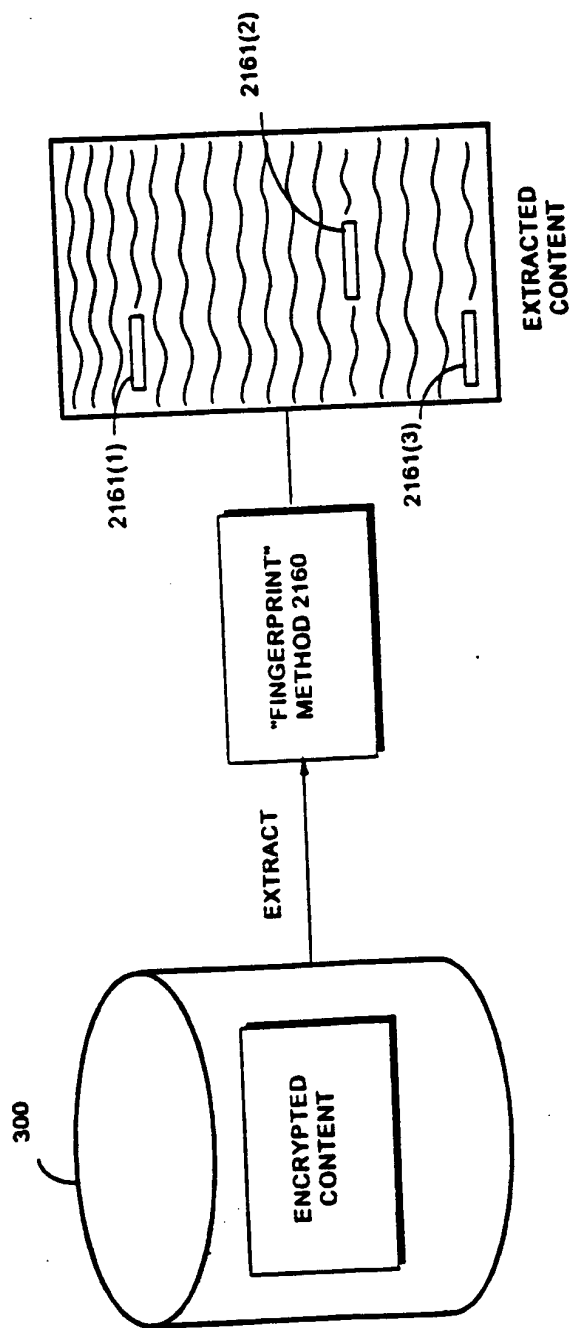 300
ENCRYPTED
CONTENT
EXTRACT
"FINGERPRINT"
METHOD 2160
2161(1)
2161(2)
2161(3)
EXTRACTED
CONTENT